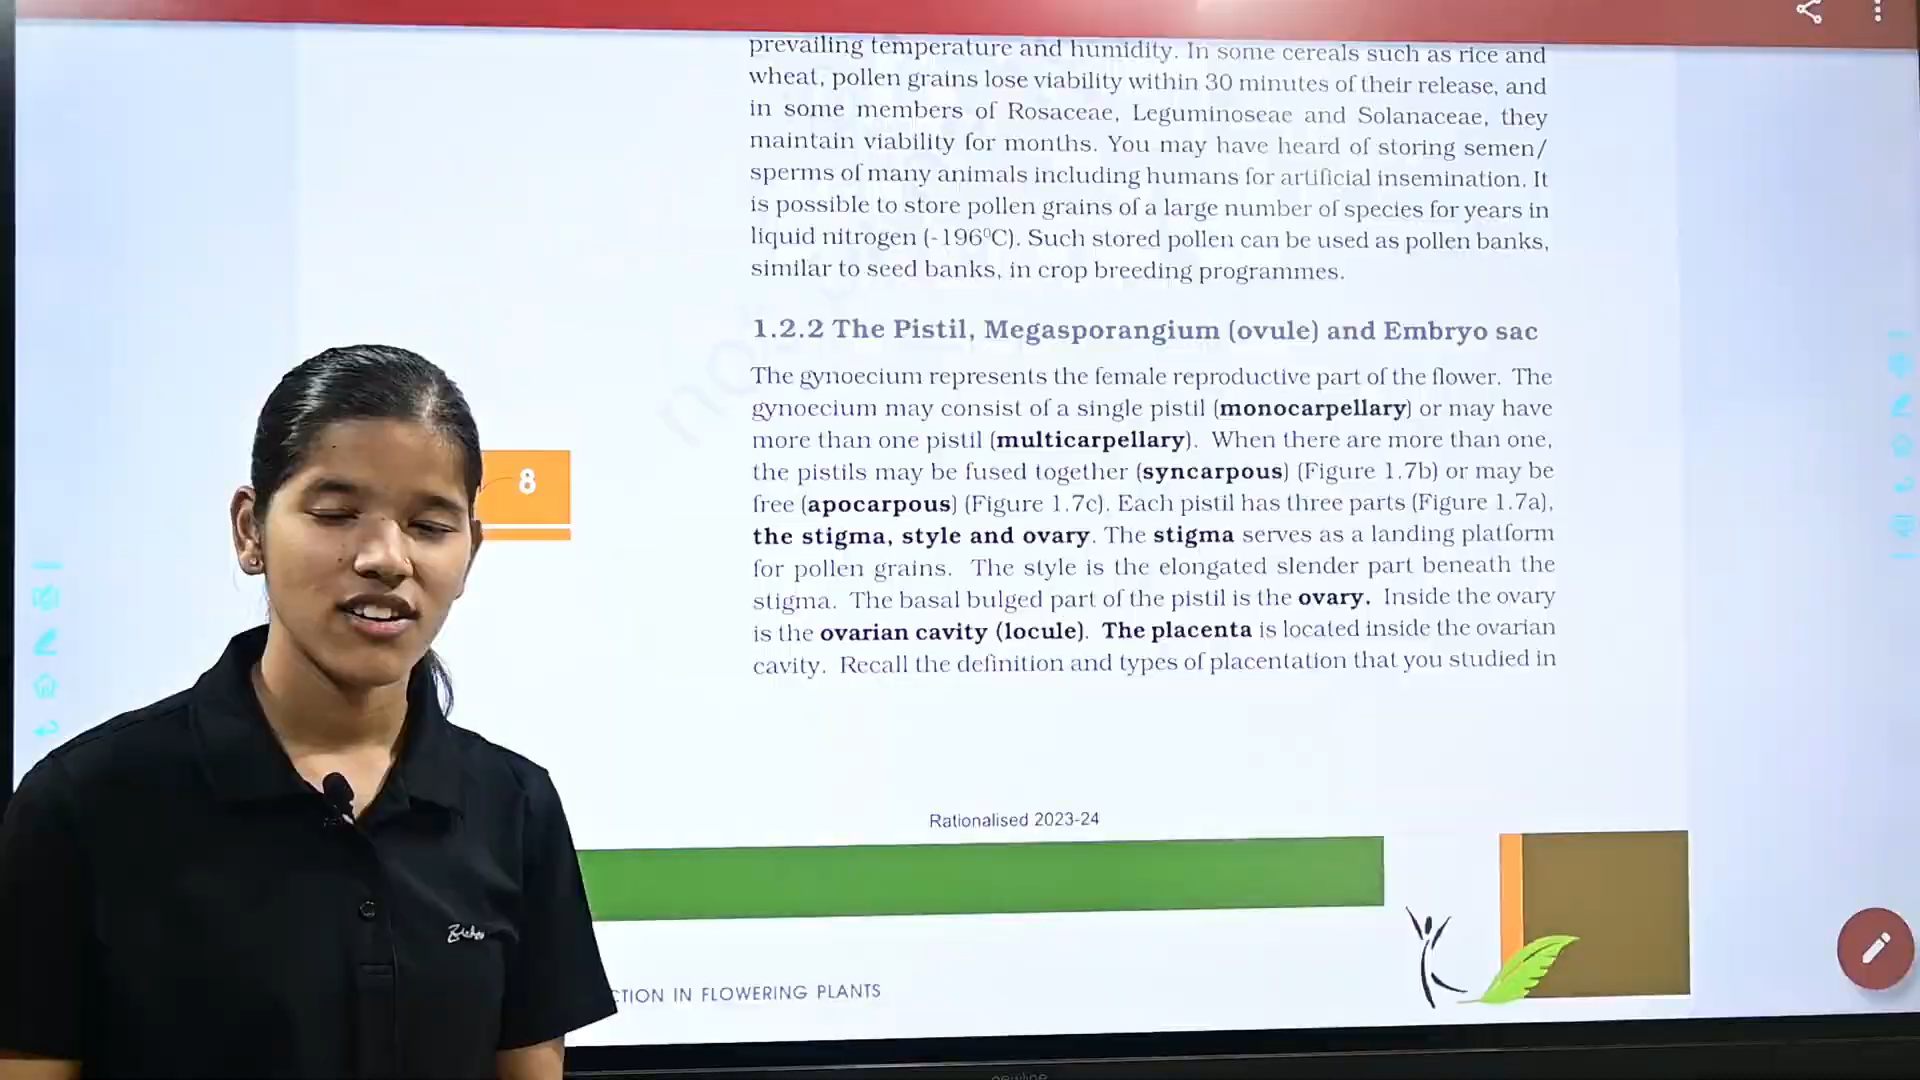 prevailing temperature and humidity. In some cereals such as rice and
wheat, pollen grains lose viability within 30 minutes of their release, and
in some members of Rosaceae, Leguminoseae and Solanaceae, they
maintain viability for months. You may have heard of storing semen/
sperms of many animals including humans for artificial insemination. It
is possible to store pollen grains of a large number of species for years in
liquid nitrogen (-196⁰C). Such stored pollen can be used as pollen banks,
similar to seed banks, in crop breeding programmes.
1.2.2 The Pistil, Megasporangium (ovule) and Embryo sac
The gynoecium represents the female reproductive part of the flower. The
gynoecium may consist of a single pistil (monocarpellary) or may have
more than one pistil (multicarpellary). When there are more than one,
the pistils may be fused together (syncarpous) (Figure 1.7b) or may be
free (apocarpous) (Figure 1.7c). Each pistil has three parts (Figure 1.7a),
the stigma, style and ovary. The stigma serves as a landing platform
for pollen grains. The style is the elongated slender part beneath the
stigma. The basal bulged part of the pistil is the ovary. Inside the ovary
is the ovarian cavity (locule). The placenta is located inside the ovarian
cavity. Recall the definition and types of placentation that you studied in
8
Rationalised 2023-24
CTION IN FLOWERING PLANTS
newline